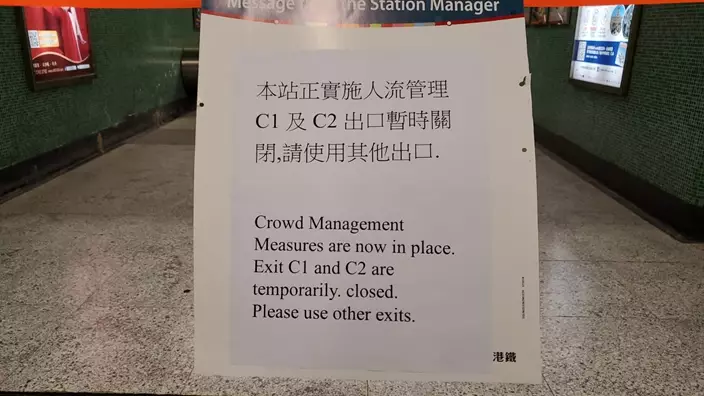 Message the Station Manager
本站正實施人流管理
C1 及 C2 出口暫時關
閉,請使用其他出口.
Crowd Management
Measures are now in place.
Exit C1 and C2 are
temporarily. closed.
Please use other exits.
港鐵